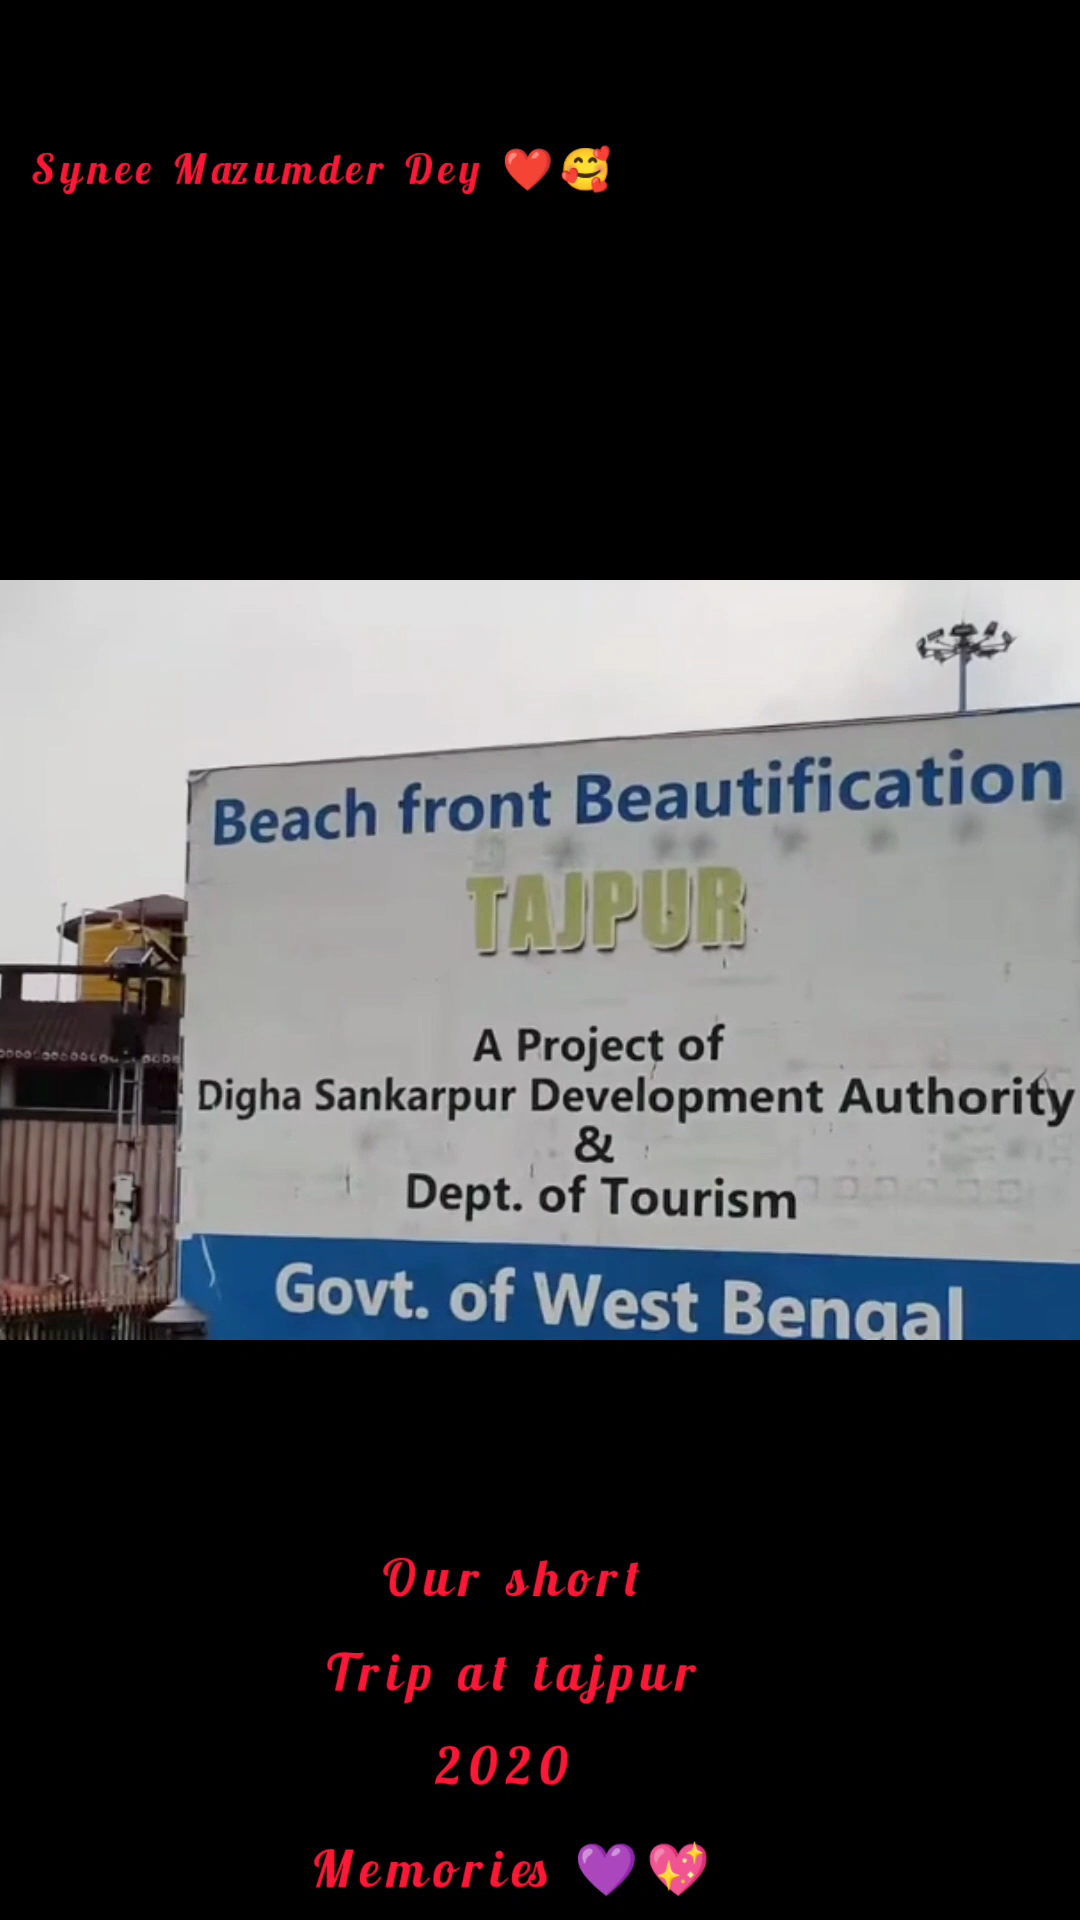 Synee Mazumder Dey ❤️🥰
Beach front Beautification
TAJPUR
A Project of
Digha Sankarpur Development Authority
&
Dept. of Tourism
Govt. of West Bengal
Our short
Trip at tajpur
2020
Memories 💜💖